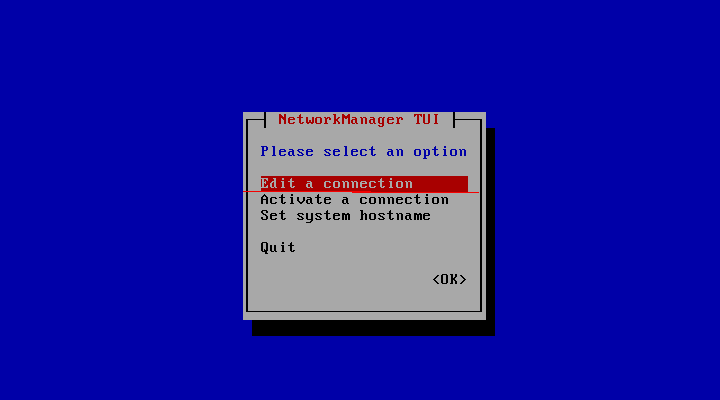 NetworkManager TUI
Please select an option
Edit a connection
Activate a connection
Set system hostname
Quit
<OK>